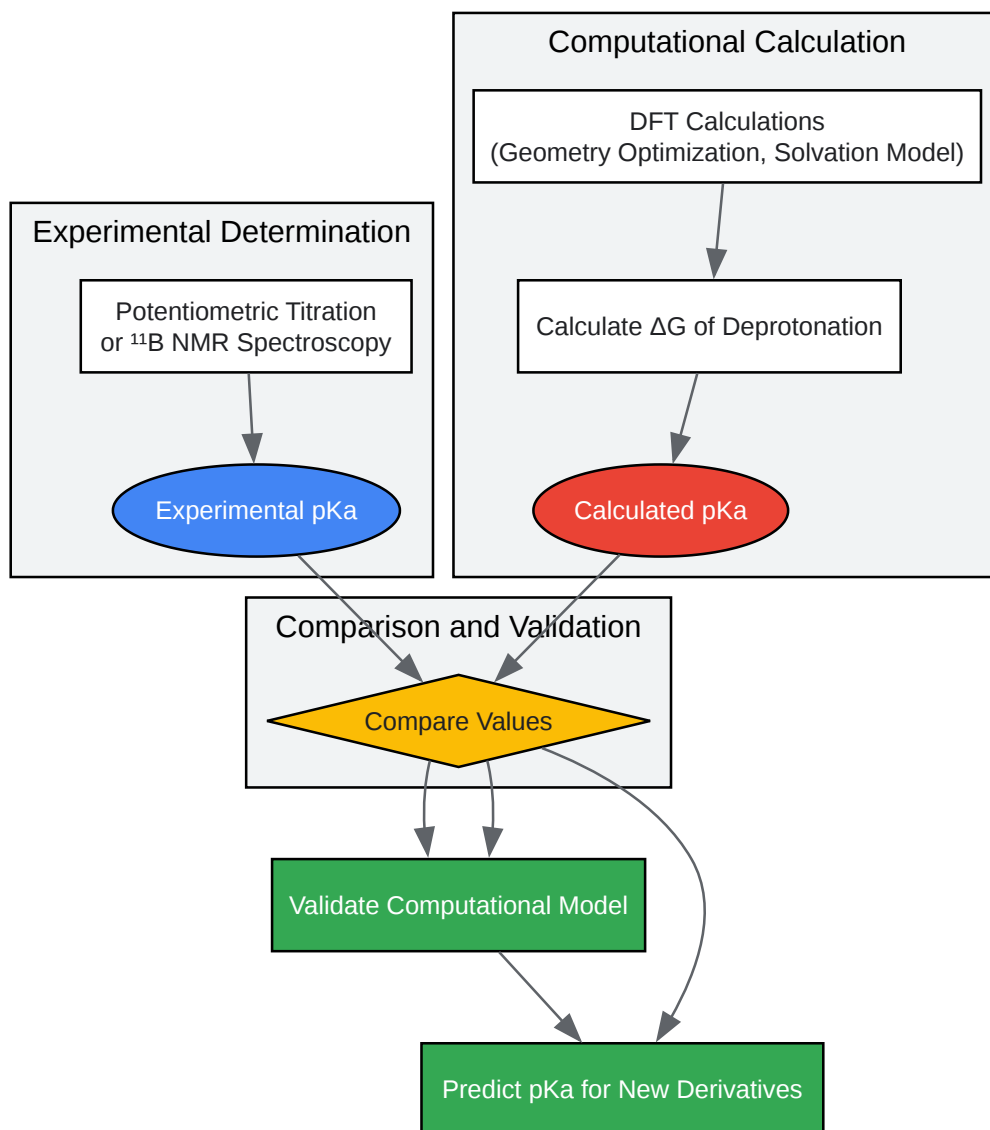 Computational Calculation
DFT Calculations
(Geometry Optimization, Solvation Model)
Experimental Determination
Potentiometric Titration
or ¹¹B NMR Spectroscopy
Calculate ΔG of Deprotonation
Experimental pKa
Calculated pKa
Comparison and Validation
Compare Values
Validate Computational Model
Predict pKa for New Derivatives